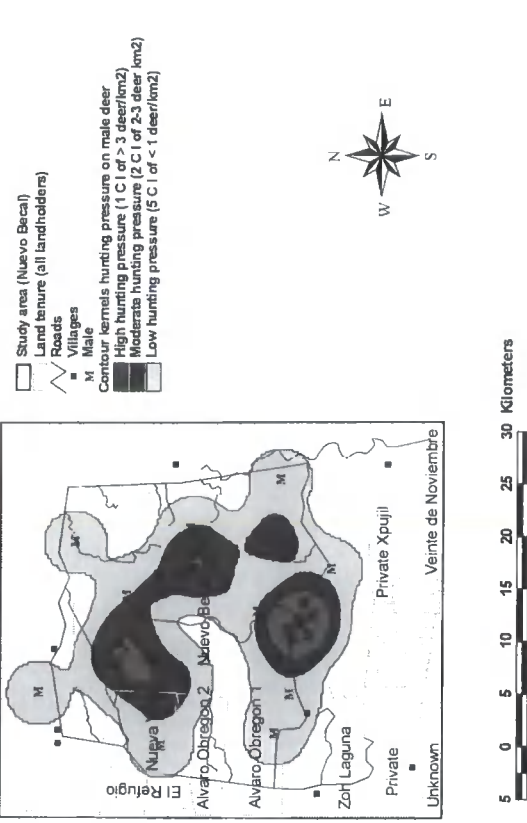 Study area (Nuevo Becal)
Land tenure (all landholders)
Roads
Villages
M Male
Contour kernels hunting pressure on male deer
High hunting pressure (1 C I of > 3 deer/km2)
Moderate hunting pressure (2 C I of 2-3 deer km2)
Low hunting pressure (5 C I of < 1 deer/km2)
N
W
E
S
El Refugio
M
M
Nueva
M
M
Alvaro Obregon 2
Nuevo Be
Alvaro Obregon 1
M
M
M
M
M
Zoh Laguna
Private
Private Xpujil
Unknown
Veinte de Noviembre
5 0 5 10 15 20 25 30 Kilometers